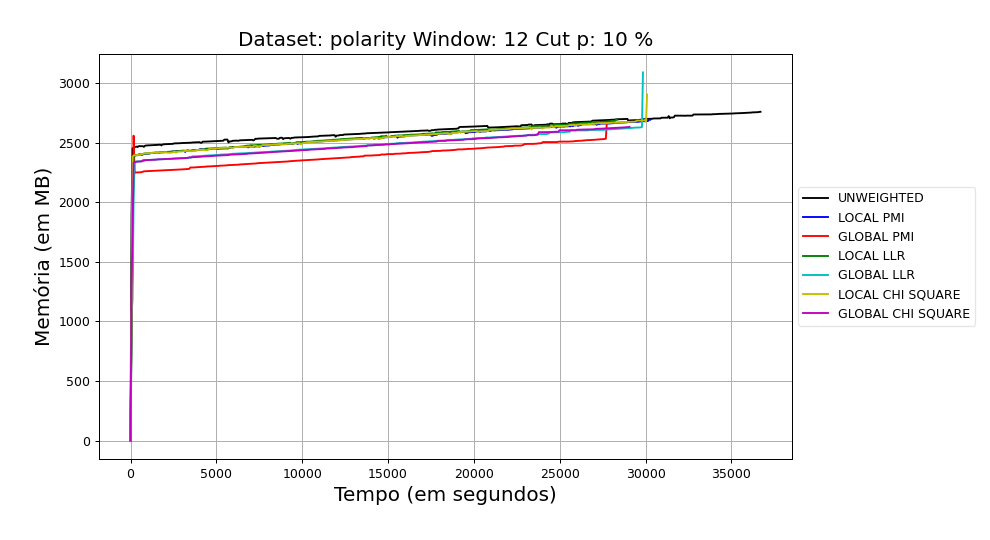 Dataset: polarity Window: 12 Cut p: 10 %
Memória (em MB)
3000
2500
2000
1500
1000
500
0
0 5000 10000 15000 20000 25000 30000 35000
Tempo (em segundos)
UNWEIGHTED
LOCAL PMI
GLOBAL PMI
LOCAL LLR
GLOBAL LLR
LOCAL CHI SQUARE
GLOBAL CHI SQUARE